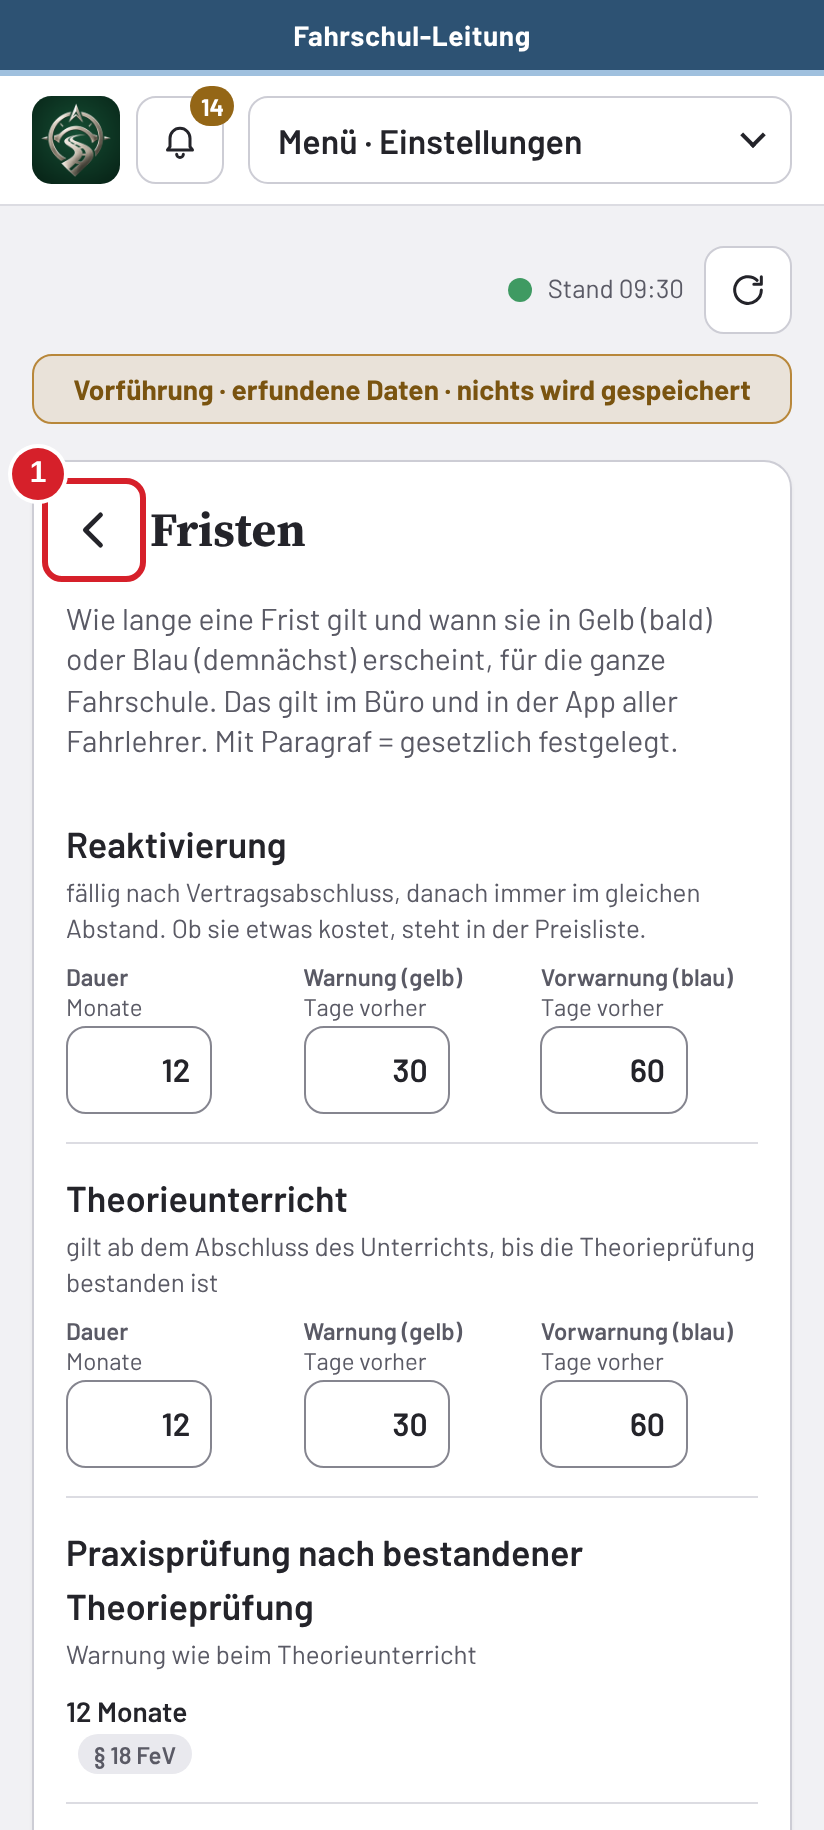 Fahrschul-Leitung
14
Menü · Einstellungen
Stand 09:30
Vorführung · erfundene Daten · nichts wird gespeichert
1
Fristen
Wie lange eine Frist gilt und wann sie in Gelb (bald)
oder Blau (demnächst) erscheint, für die ganze
Fahrschule. Das gilt im Büro und in der App aller
Fahrlehrer. Mit Paragraf = gesetzlich festgelegt.
Reaktivierung
fällig nach Vertragsabschluss, danach immer im gleichen
Abstand. Ob sie etwas kostet, steht in der Preisliste.
Dauer Warnung (gelb) Vorwarnung (blau)
Monate Tage vorher Tage vorher
12 30 60
Theorieunterricht
gilt ab dem Abschluss des Unterrichts, bis die Theorieprüfung
bestanden ist
Dauer Warnung (gelb) Vorwarnung (blau)
Monate Tage vorher Tage vorher
12 30 60
Praxisprüfung nach bestandener
Theorieprüfung
Warnung wie beim Theorieunterricht
12 Monate
§ 18 FeV